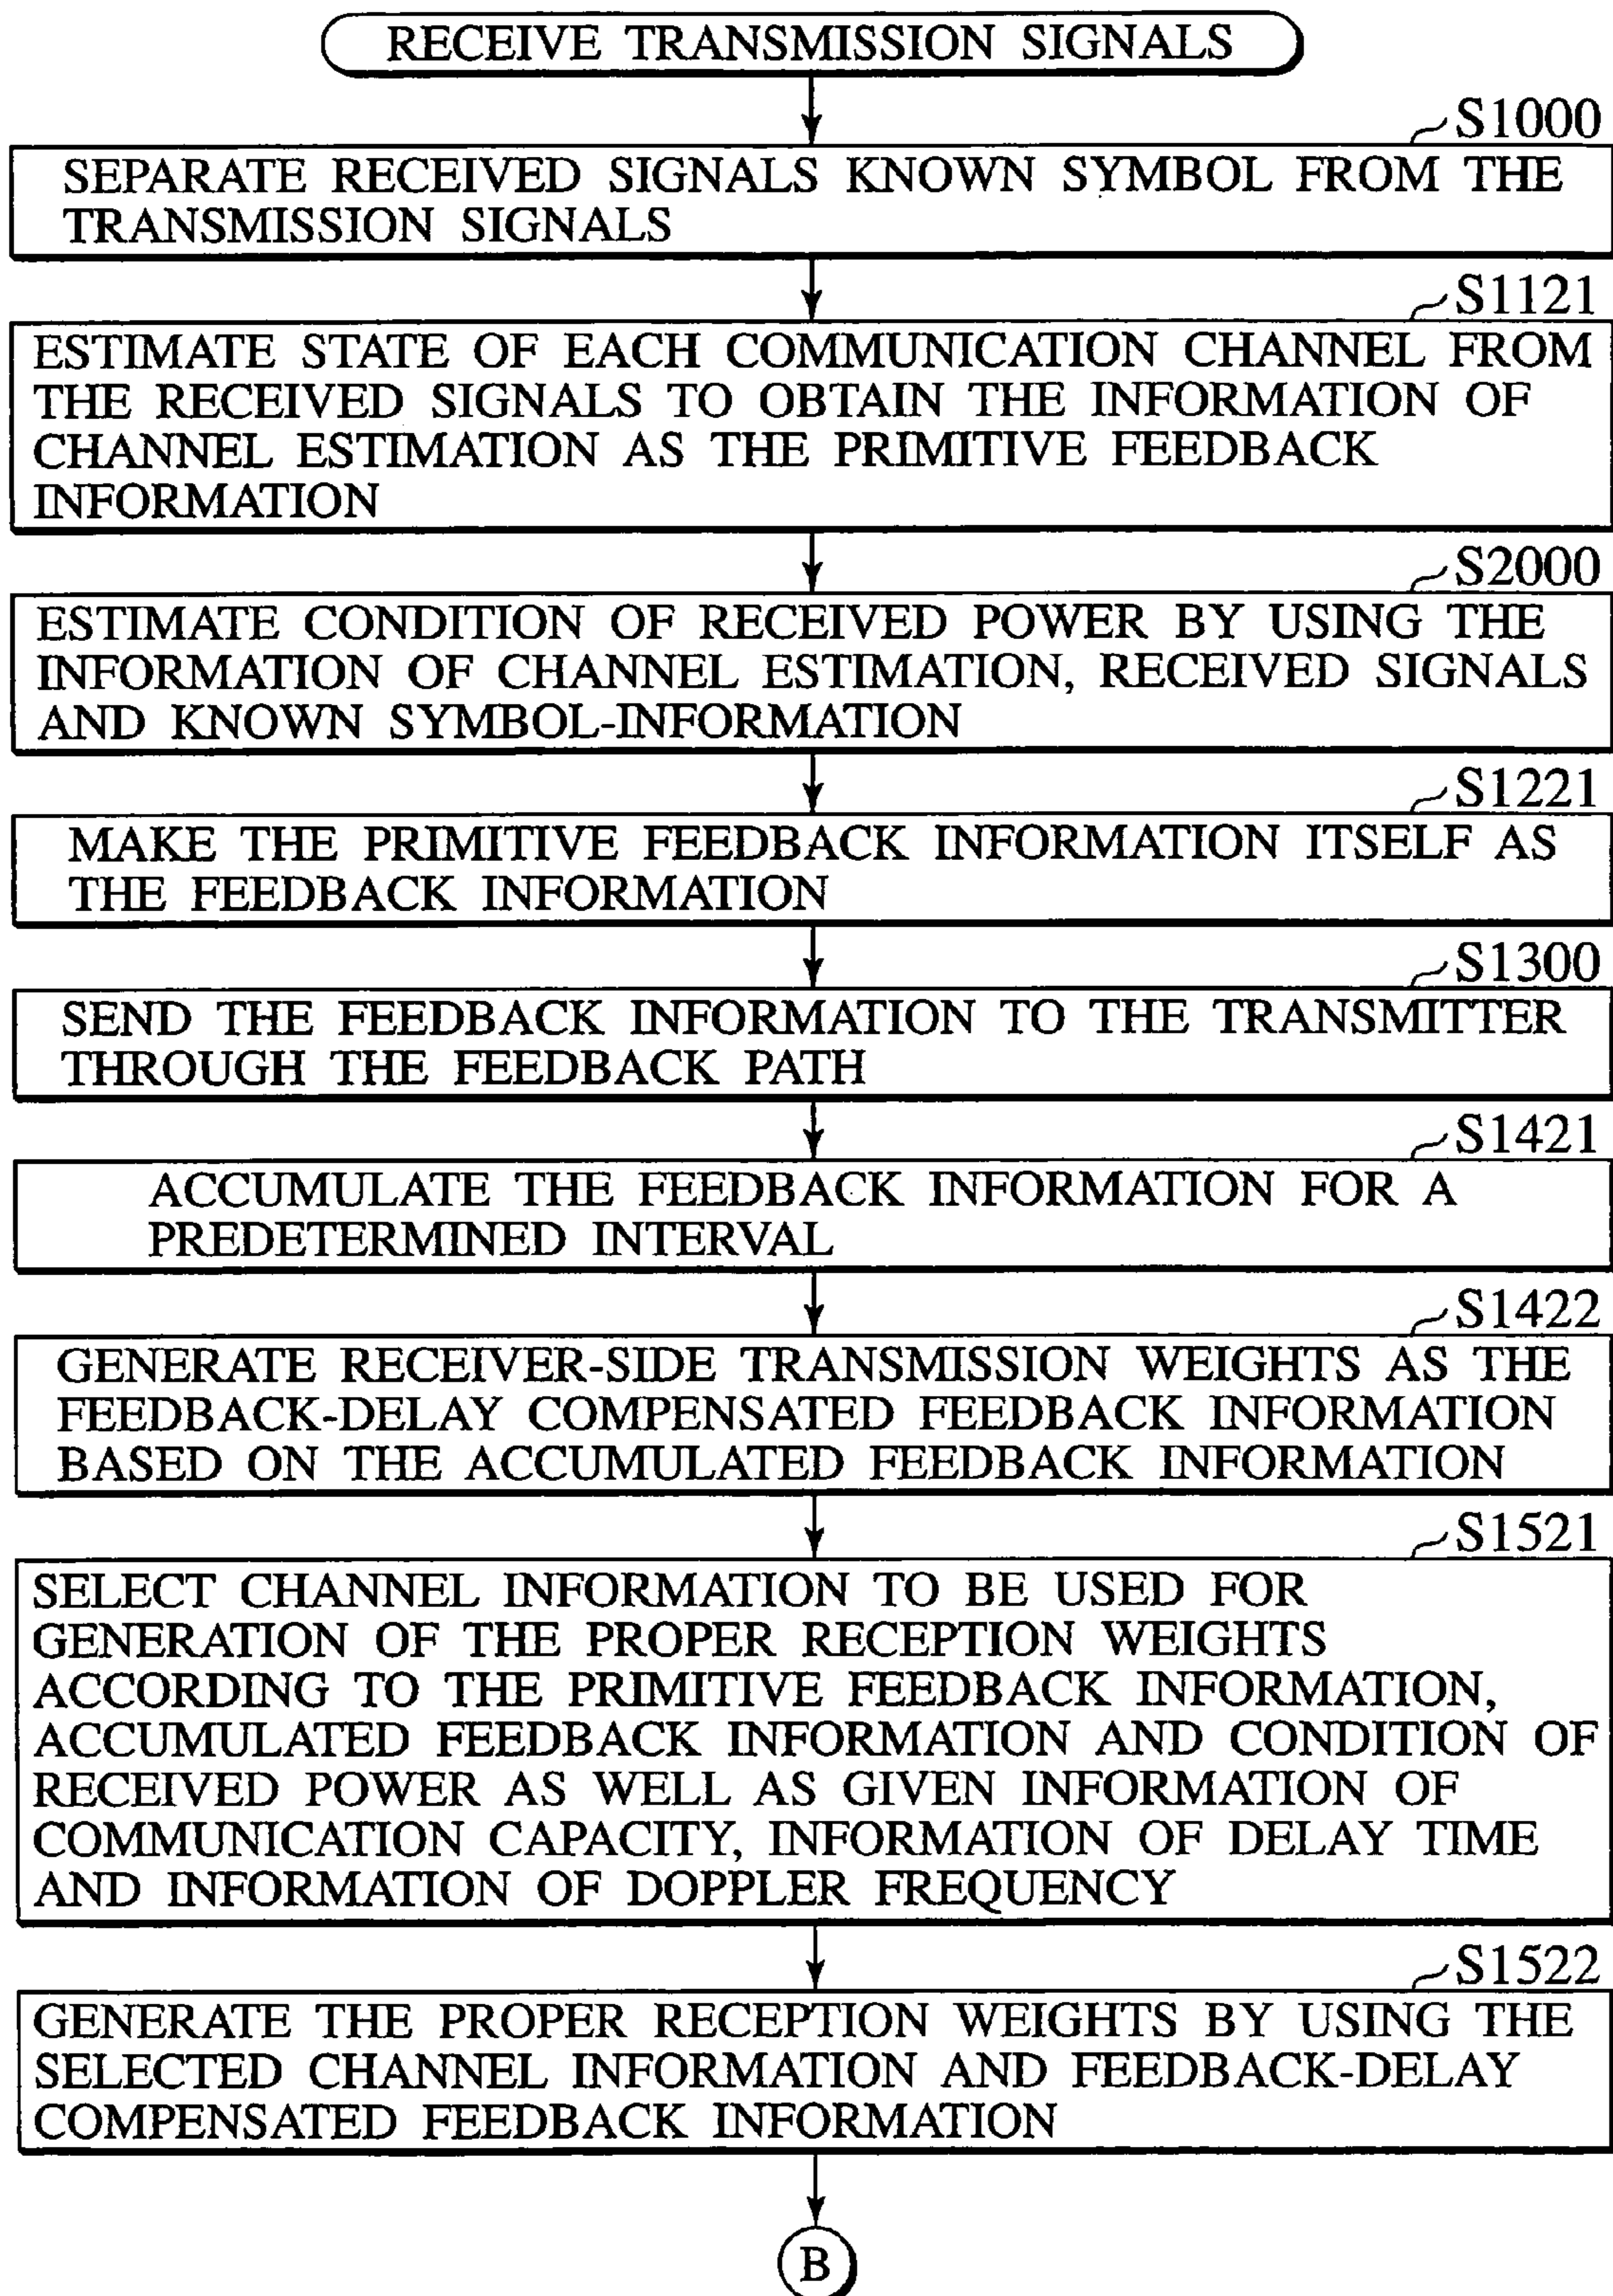 RECEIVE TRANSMISSION SIGNALS
S1000
SEPARATE RECEIVED SIGNALS KNOWN SYMBOL FROM THE
TRANSMISSION SIGNALS
S1121
ESTIMATE STATE OF EACH COMMUNICATION CHANNEL FROM
THE RECEIVED SIGNALS TO OBTAIN THE INFORMATION OF
CHANNEL ESTIMATION AS THE PRIMITIVE FEEDBACK
INFORMATION
S2000
ESTIMATE CONDITION OF RECEIVED POWER BY USING THE
INFORMATION OF CHANNEL ESTIMATION, RECEIVED SIGNALS
AND KNOWN SYMBOL-INFORMATION
S1221
MAKE THE PRIMITIVE FEEDBACK INFORMATION ITSELF AS
THE FEEDBACK INFORMATION
S1300
SEND THE FEEDBACK INFORMATION TO THE TRANSMITTER
THROUGH THE FEEDBACK PATH
S1421
ACCUMULATE THE FEEDBACK INFORMATION FOR A
PREDETERMINED INTERVAL
S1422
GENERATE RECEIVER-SIDE TRANSMISSION WEIGHTS AS THE
FEEDBACK-DELAY COMPENSATED FEEDBACK INFORMATION
BASED ON THE ACCUMULATED FEEDBACK INFORMATION
S1521
SELECT CHANNEL INFORMATION TO BE USED FOR
GENERATION OF THE PROPER RECEPTION WEIGHTS
ACCORDING TO THE PRIMITIVE FEEDBACK INFORMATION,
ACCUMULATED FEEDBACK INFORMATION AND CONDITION OF
RECEIVED POWER AS WELL AS GIVEN INFORMATION OF
COMMUNICATION CAPACITY, INFORMATION OF DELAY TIME
AND INFORMATION OF DOPPLER FREQUENCY
S1522
GENERATE THE PROPER RECEPTION WEIGHTS BY USING THE
SELECTED CHANNEL INFORMATION AND FEEDBACK-DELAY
COMPENSATED FEEDBACK INFORMATION
B